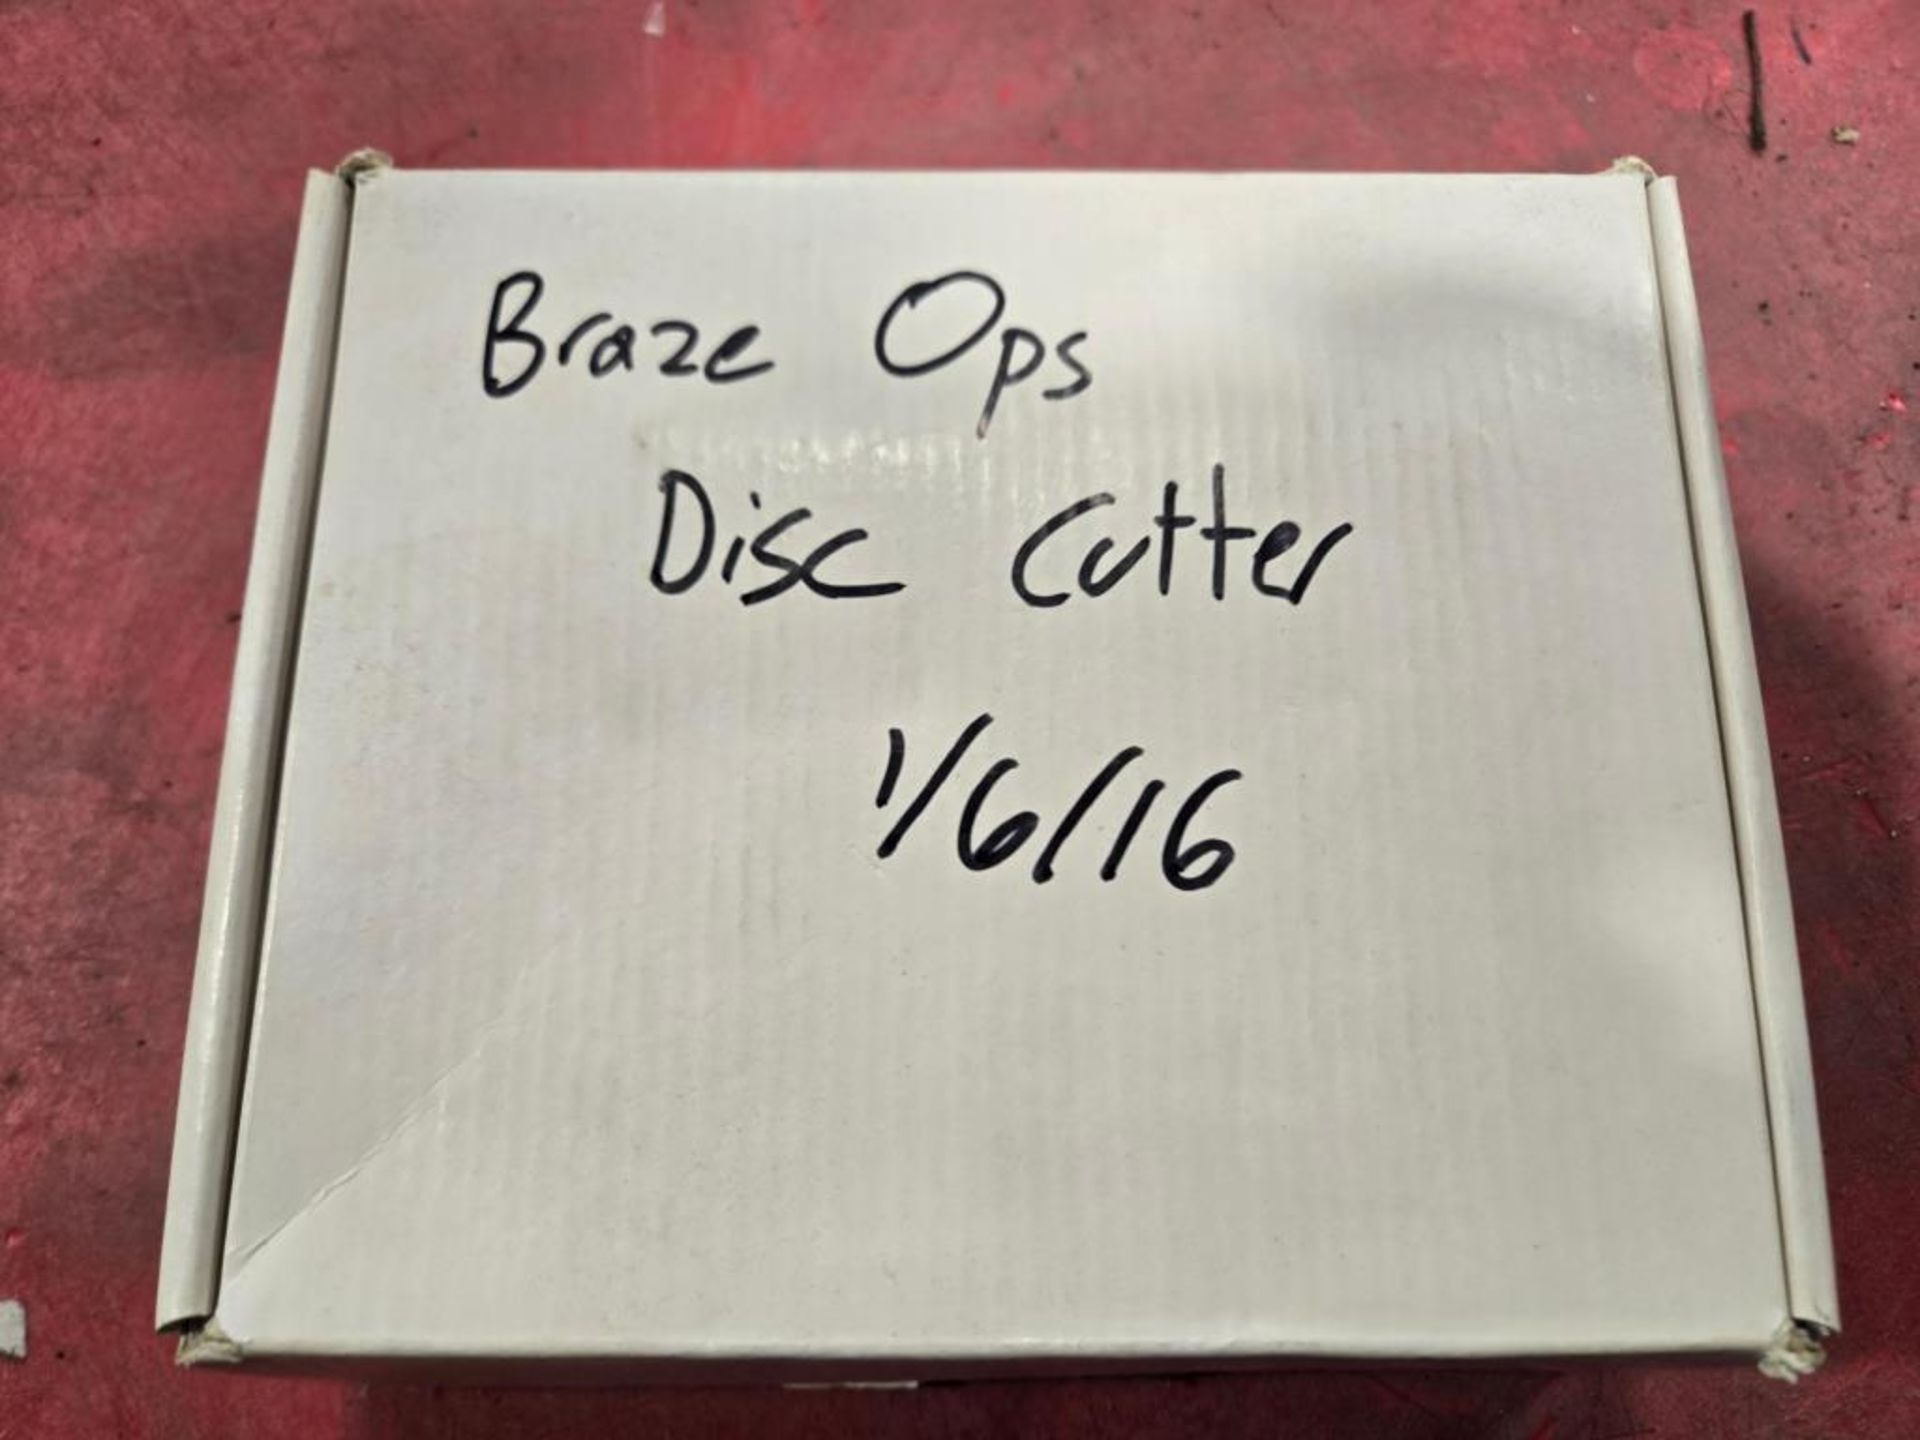 Braze Ops
Disc Cutter
1/6/16